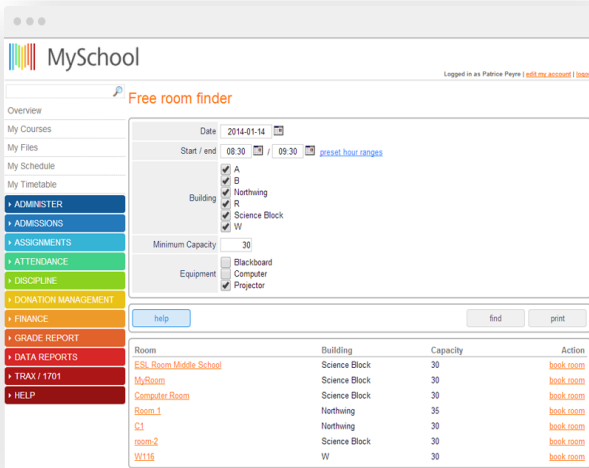 MySchool
Logged in as Patrice Peyre | edit my account |
Free room finder
Overview
My Courses
My Files
My Schedule
My Timetable
ADMINISTER
ADMISSIONS
ASSIGNMENTS
ATTENDANCE
DISCIPLINE
DONATION MANAGEMENT
FINANCE
GRADE REPORT
DATA REPORTS
TRAX / 1701
HELP
Date 2014-01-14
Start / end 08:30 / 09:30 preset hour ranges
Building
A
B
Northwing
R
Science Block
W
Minimum Capacity 30
Equipment
Blackboard
Computer
Projector
help find print
Room Building Capacity Action
ESL Room Middle School Science Block 30 book room
MyRoom Science Block 30 book room
Computer Room Science Block 30 book room
Room 1 Northwing 35 book room
C1 Northwing 30 book room
room-2 Science Block 30 book room
W116 W 30 book room